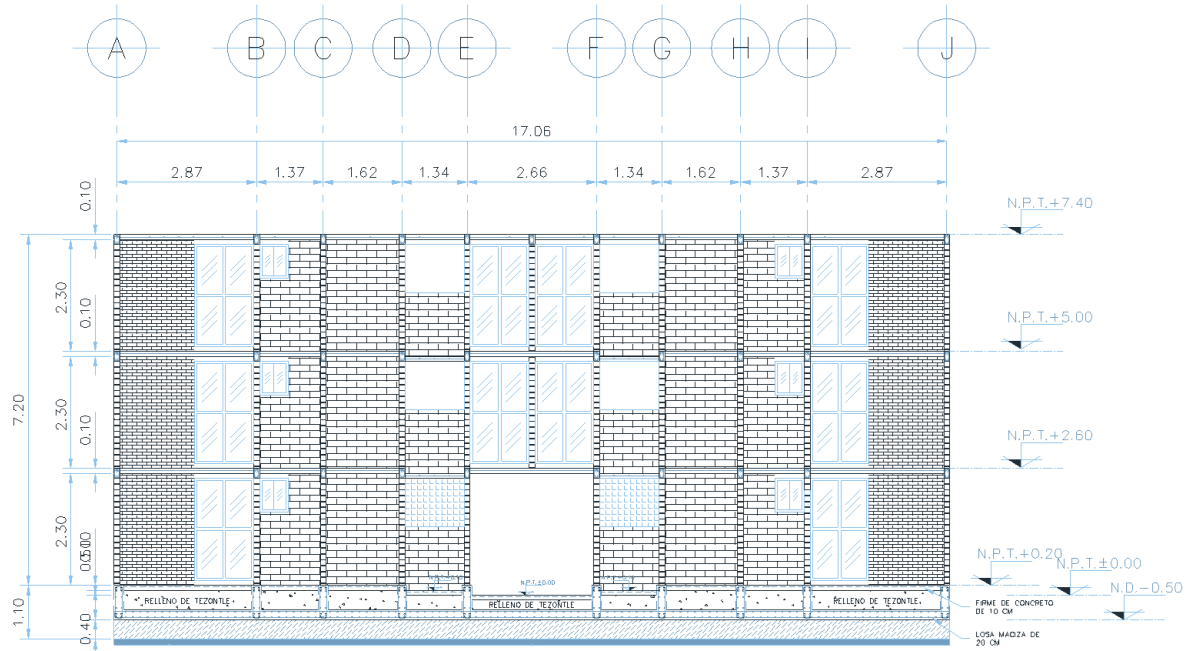 A B C D E F G H I J
17.06
2.87 1.37 1.62 1.34 2.66 1.34 1.62 1.37 2.87
0.10
N.P.T.+7.40
2.30
0.10
N.P.T.+5.00
7.20
2.30
0.10
N.P.T.+2.60
2.30
N.P.T.+0.20
N.P.T.±0.00
N.P.T.±0.00
N.D.-0.50
RELLENO DE TEZONTLE
RELLENO DE TEZONTLE
RELLENO DE TEZONTLE
FIRME DE CONCRETO
DE 10 CM
1.10
0.40
LOSA MACIZA DE
20 CM